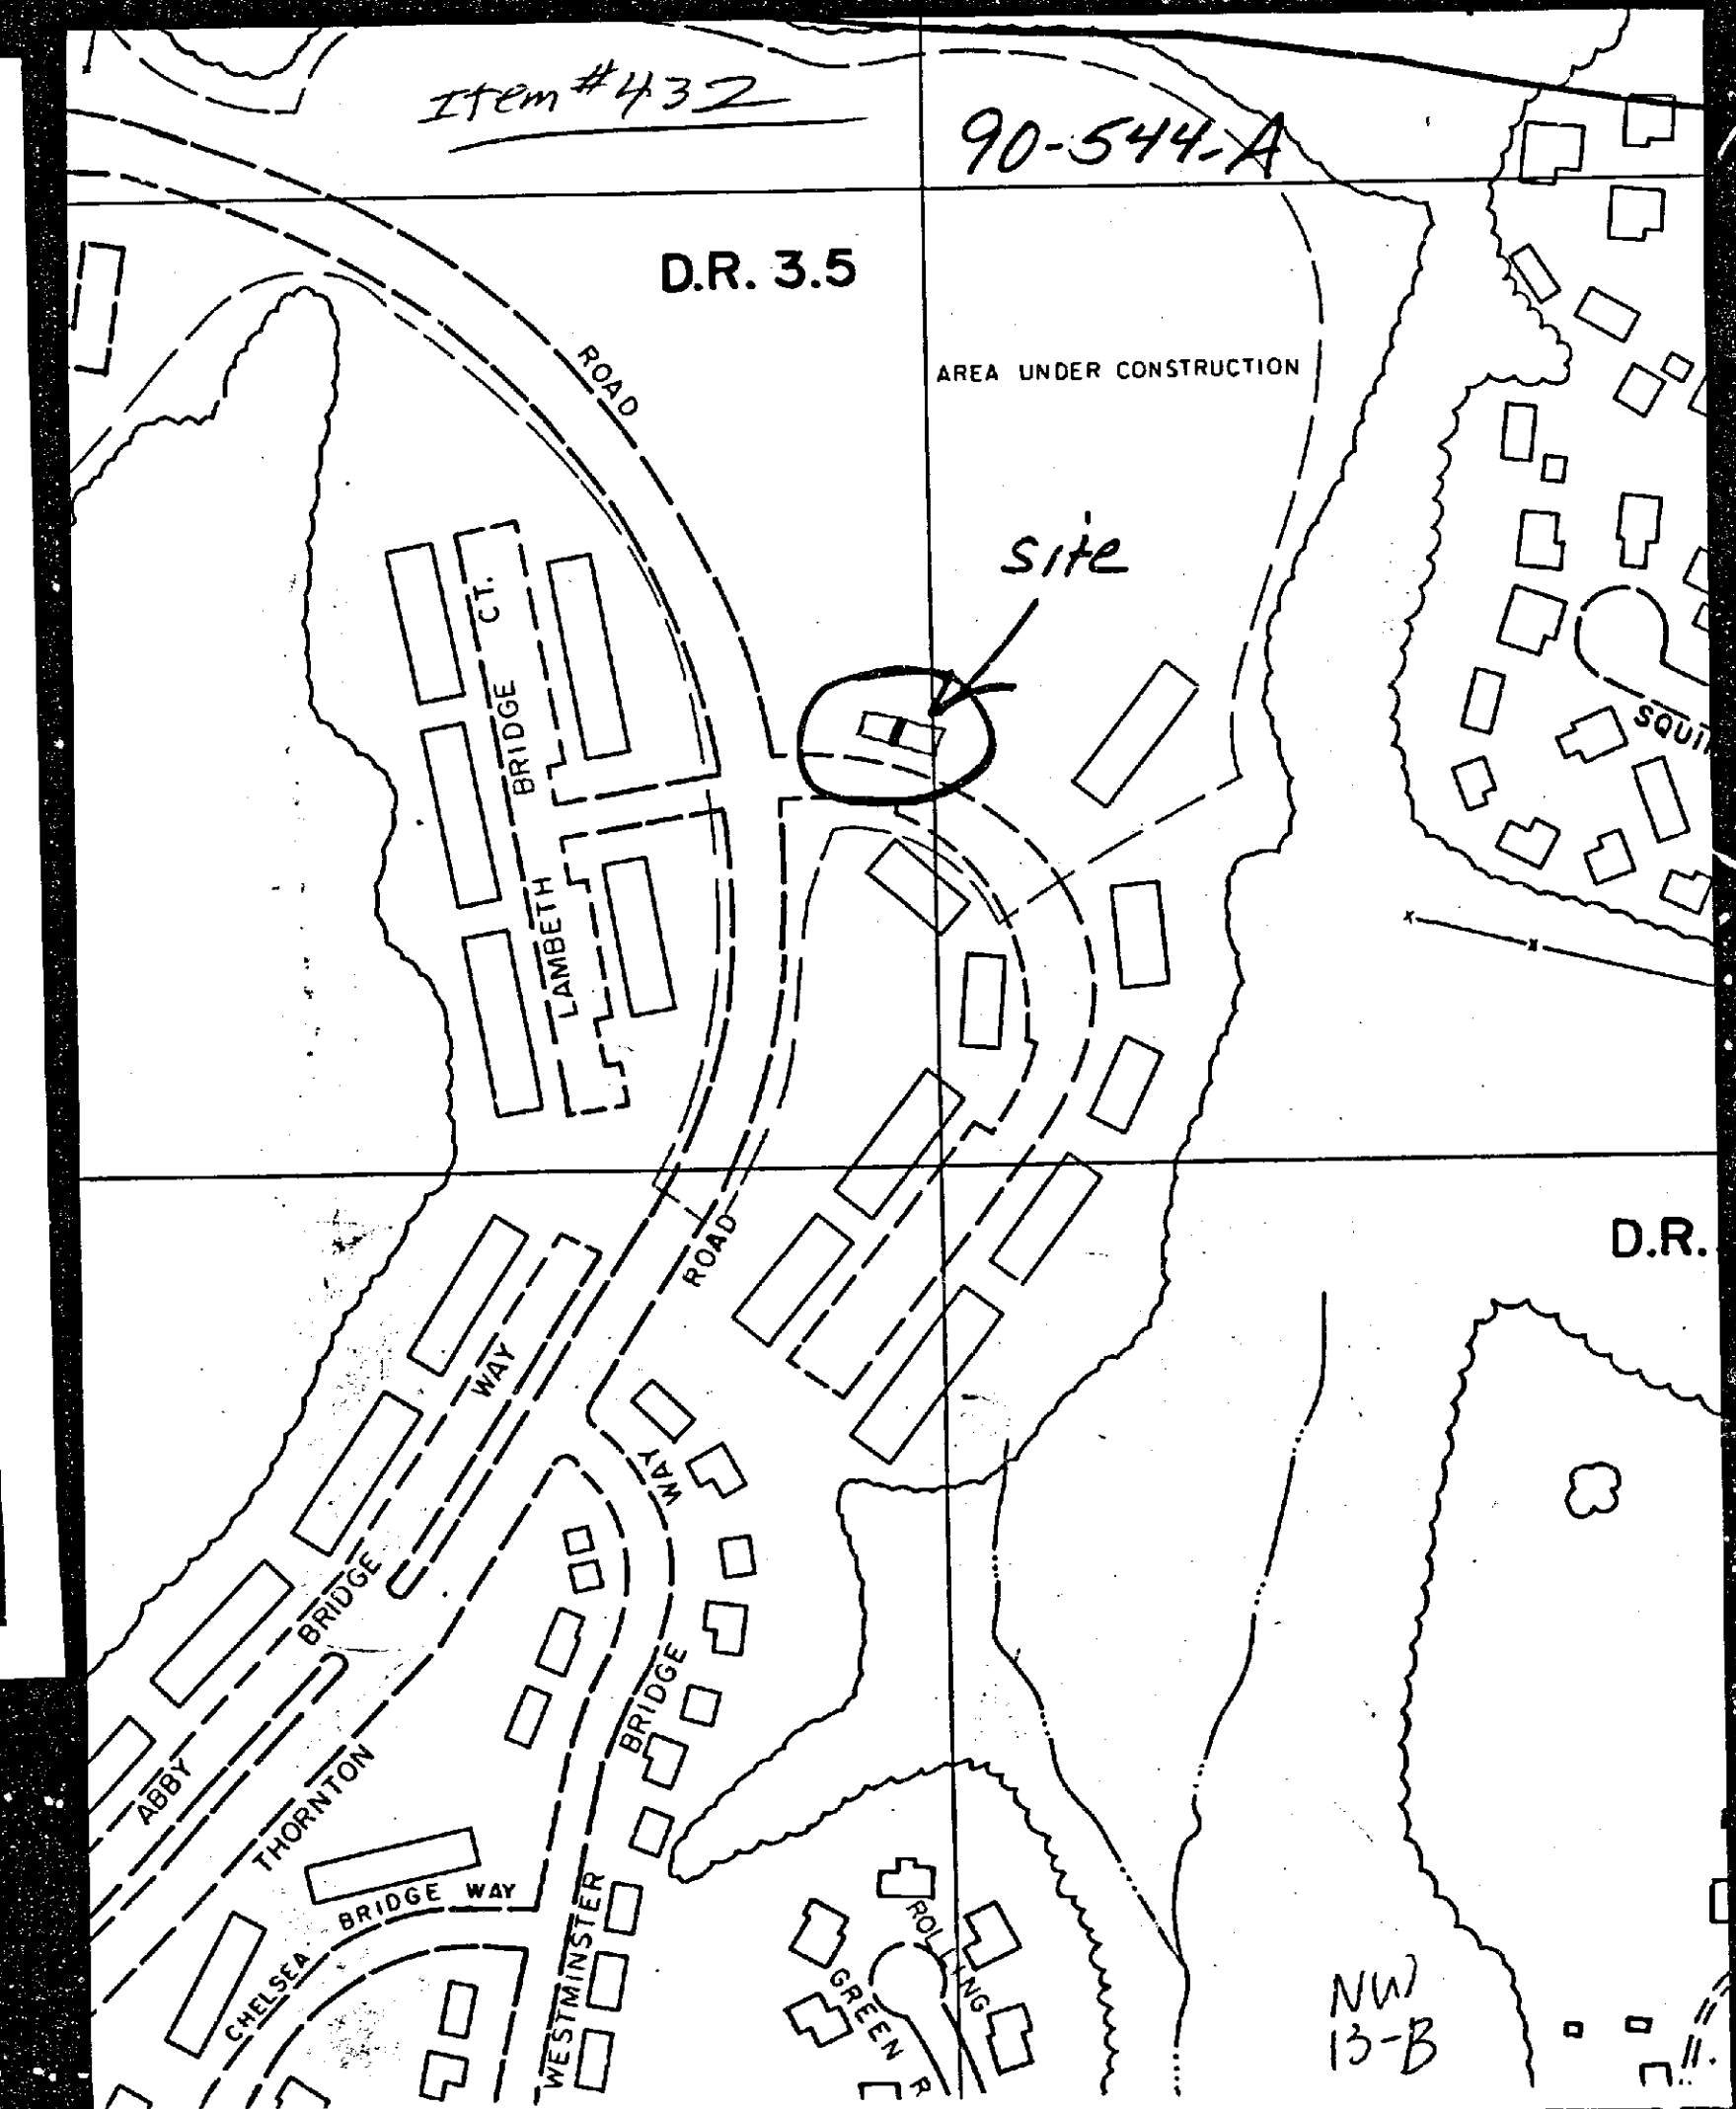 Item #432
90-544-A
D.R. 3.5
ROAD
AREA UNDER CONSTRUCTION
site
LAMBETH BRIDGE CT.
ROAD
D.R.
ABBY BRIDGE WAY
THORNTON
WESTMINSTER BRIDGE WAY
CHELSEA BRIDGE WAY
ROLLING
GREEN
NW
13-B